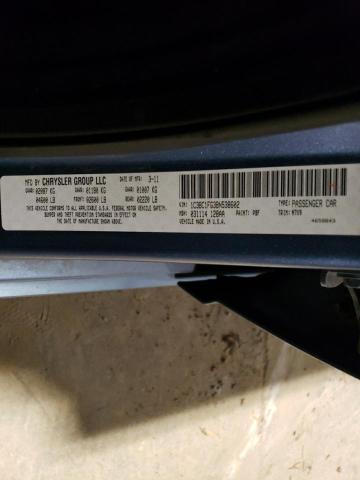 MFD BY CHRYSLER GROUP LLC DATE OF MFR: 3-11
GVWR: 02087 KG GAWR: 01180 KG GAWR: 01007 KG
04600 LB FRONT: 02600 LB REAR: 02220 LB
THIS VEHICLE CONFORMS TO ALL APPLICABLE U.S.A. FEDERAL MOTOR VEHICLE SAFETY,
BUMPER AND THEFT PREVENTION STANDARDS IN EFFECT ON
THE DATE OF MANUFACTURE SHOWN ABOVE
VIN: 1C3BC1FG3BN538602 TYPE: PASSENGER CAR
MDH: 031114 128AA PAINT: PBF TRIM:
VEHICLE MADE IN U.S.A.